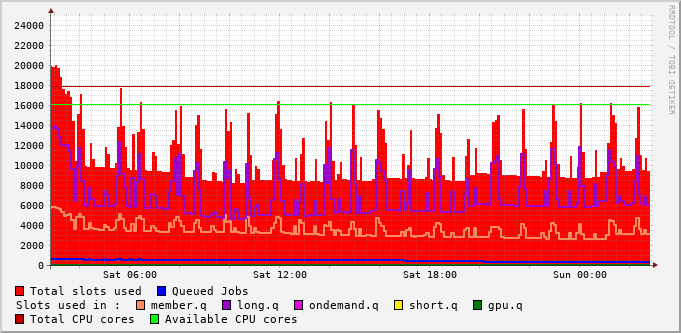 24000
22000
20000
18000
16000
14000
12000
10000
8000
6000
4000
2000
0
Sat 06:00 Sat 12:00 Sat 18:00 Sun 00:00
Total slots used Queued Jobs
Slots used in : member.q long.q ondemand.q short.q gpu.q
Total CPU cores Available CPU cores
RRDTOOL / TOBI OETIKER